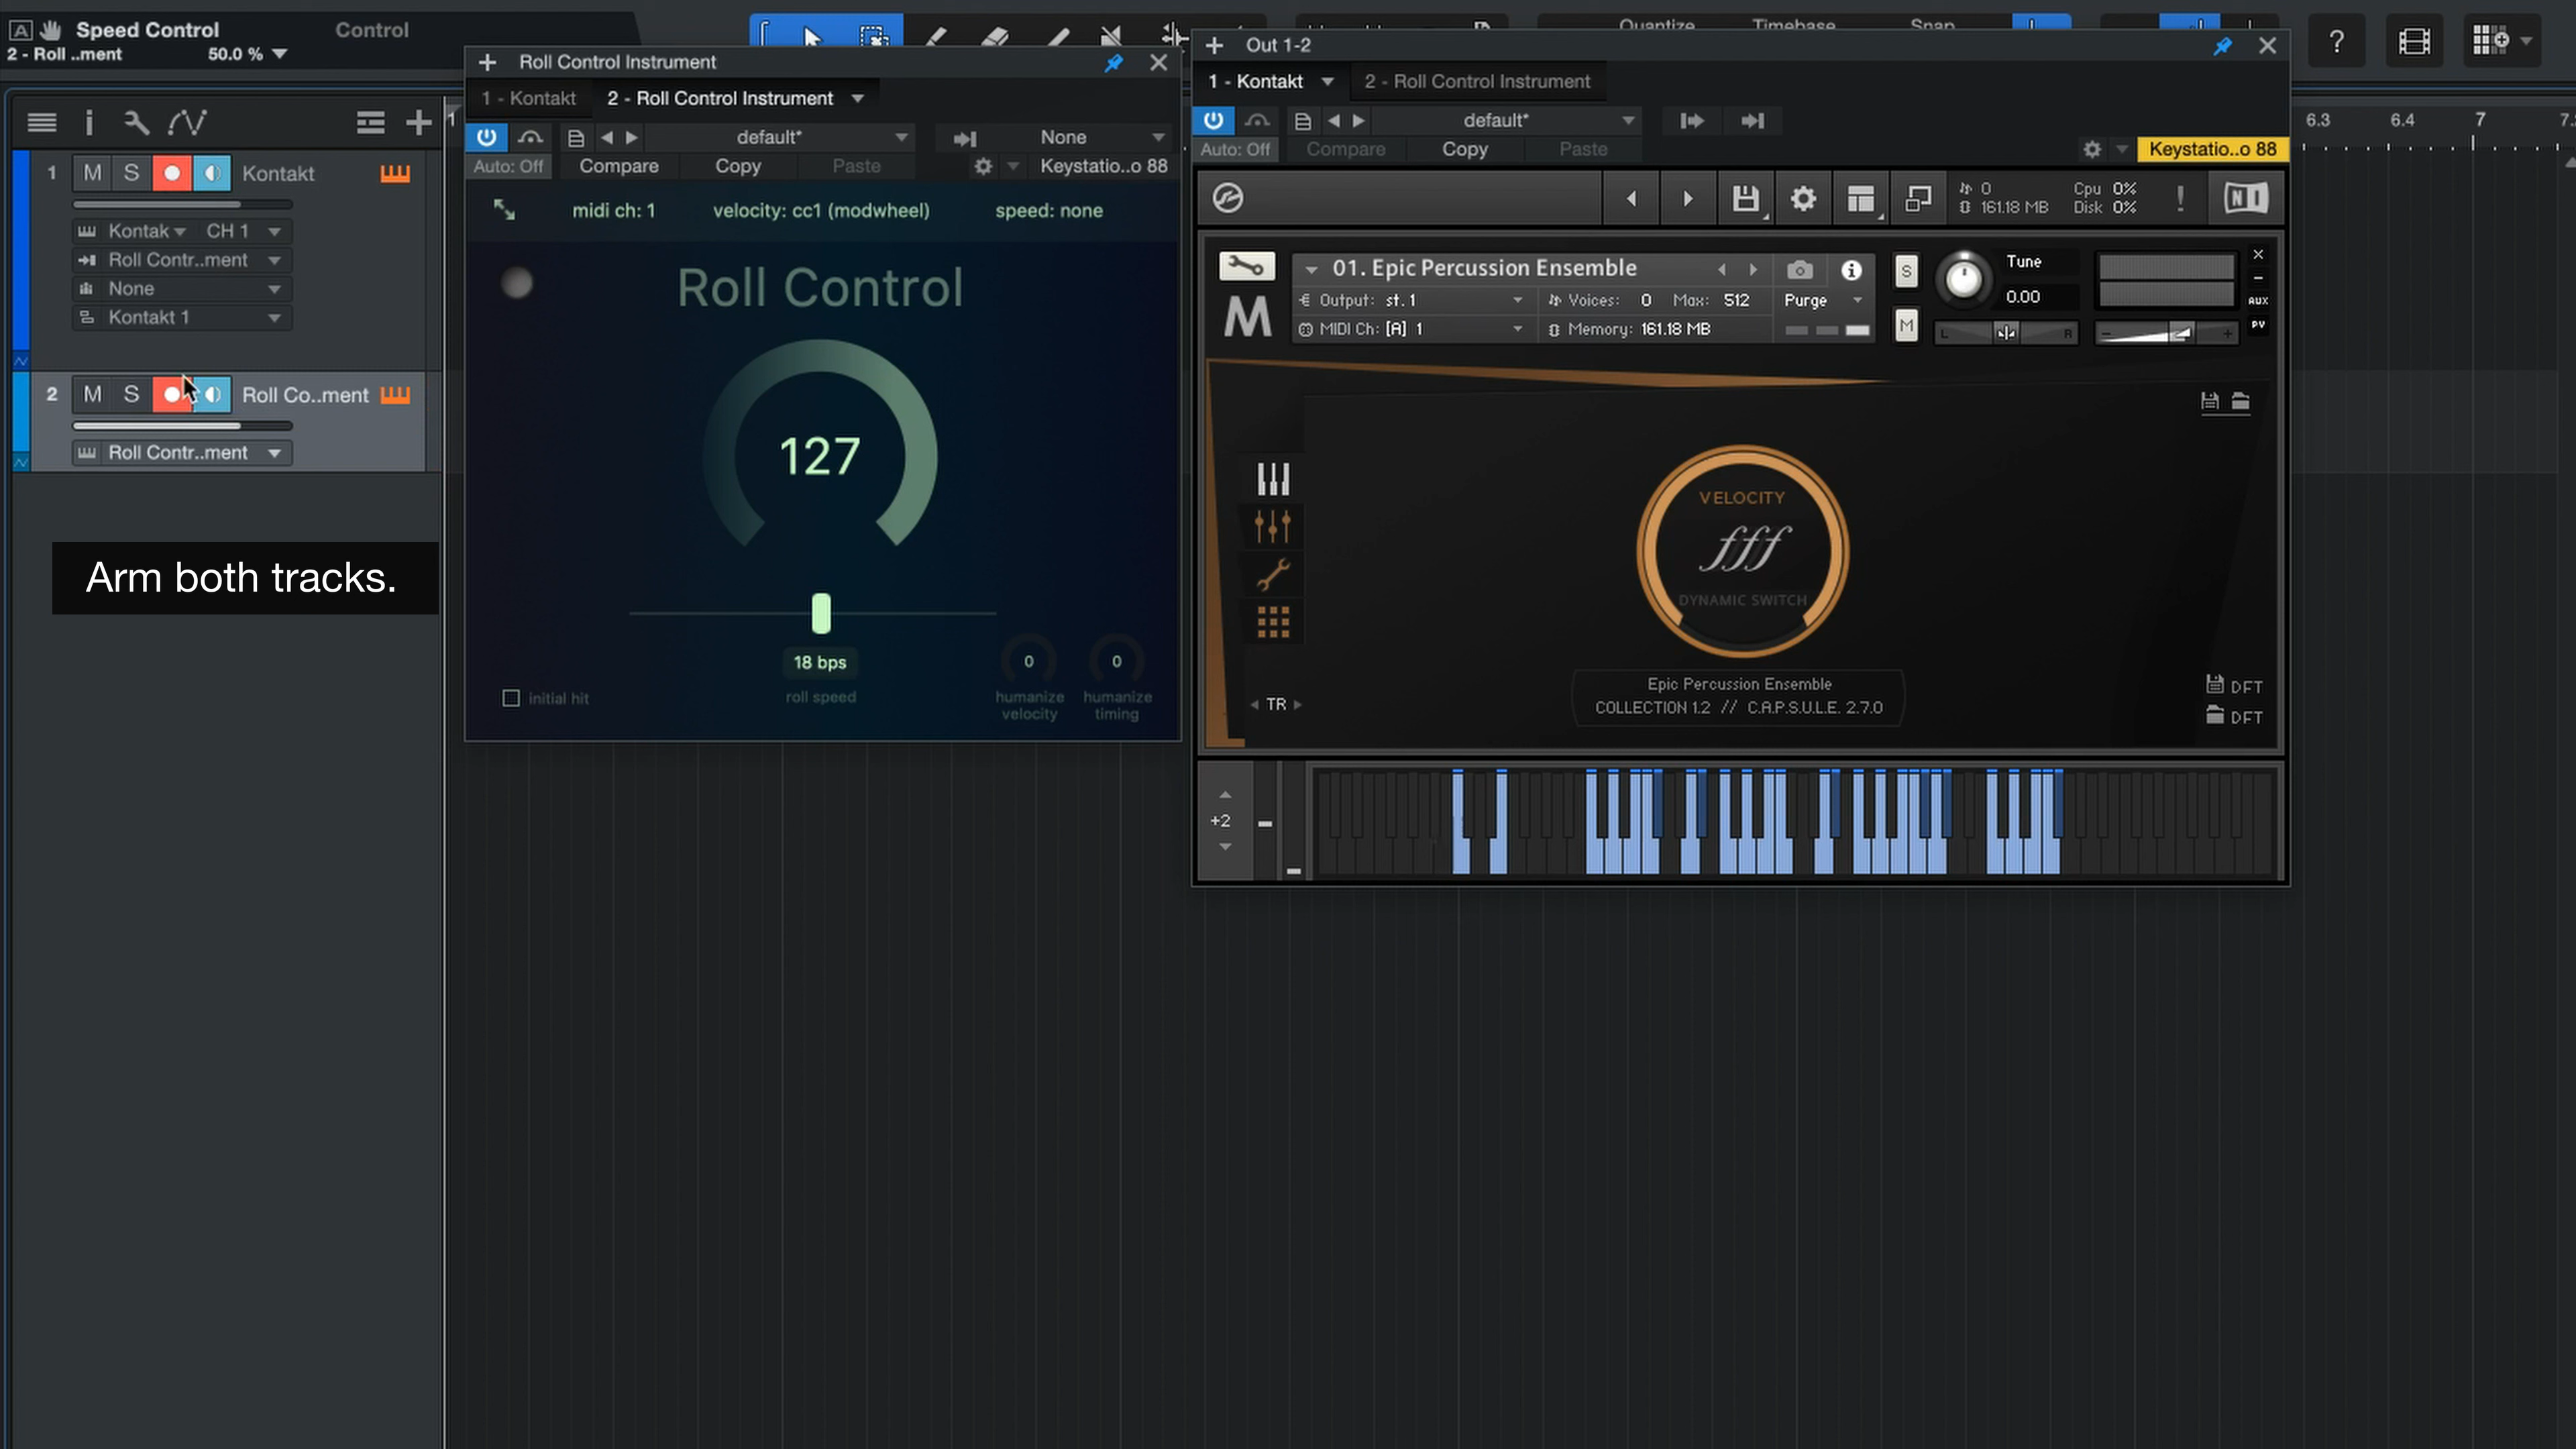 A Speed Control Control
2 - Roll ..ment 50.0 %
Quantize Timebase Snap
?
Roll Control Instrument
1 - Kontakt 2 - Roll Control Instrument
default* None
Auto: Off Compare Copy Paste Keystatio..o 88
midi ch: 1 velocity: cc1 (modwheel) speed: none
Roll Control
127
18 bps
roll speed
initial hit
0 0
humanize velocity
humanize timing
Out 1-2
1 - Kontakt 2 - Roll Control Instrument
default*
Auto: Off Compare Copy Paste Keystatio..o 88
0 Cpu 0%
161.18 MB Disk 0%
! NI
01. Epic Percussion Ensemble
Output: st. 1 Voices: 0 Max: 512 Purge
MIDI Ch: [A] 1 Memory: 161.18 MB
S Tune
0.00
M L R - +
AUX
PV
M
VELOCITY
fff
DYNAMIC SWITCH
TR
Epic Percussion Ensemble
COLLECTION 1.2 // C.A.P.S.U.L.E. 2.7.0
DFT
DFT
+2
1 6.3 6.4 7
1 M S Kontakt
Kontak CH 1
Roll Contr..ment
None
Kontakt 1
2 M S Roll Co..ment
Roll Contr..ment
Arm both tracks.